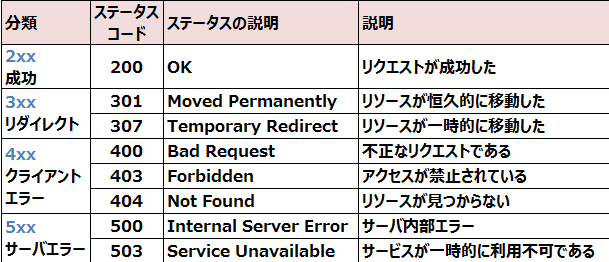 分類 ステータスコード ステータスの説明 説明
2xx 成功 200 OK リクエストが成功した
3xx リダイレクト 301 Moved Permanently リソースが恒久的に移動した
307 Temporary Redirect リソースが一時的に移動した
4xx クライアントエラー 400 Bad Request 不正なリクエストである
403 Forbidden アクセスが禁止されている
404 Not Found リソースが見つからない
5xx サーバエラー 500 Internal Server Error サーバ内部エラー
503 Service Unavailable サービスが一時的に利用不可である